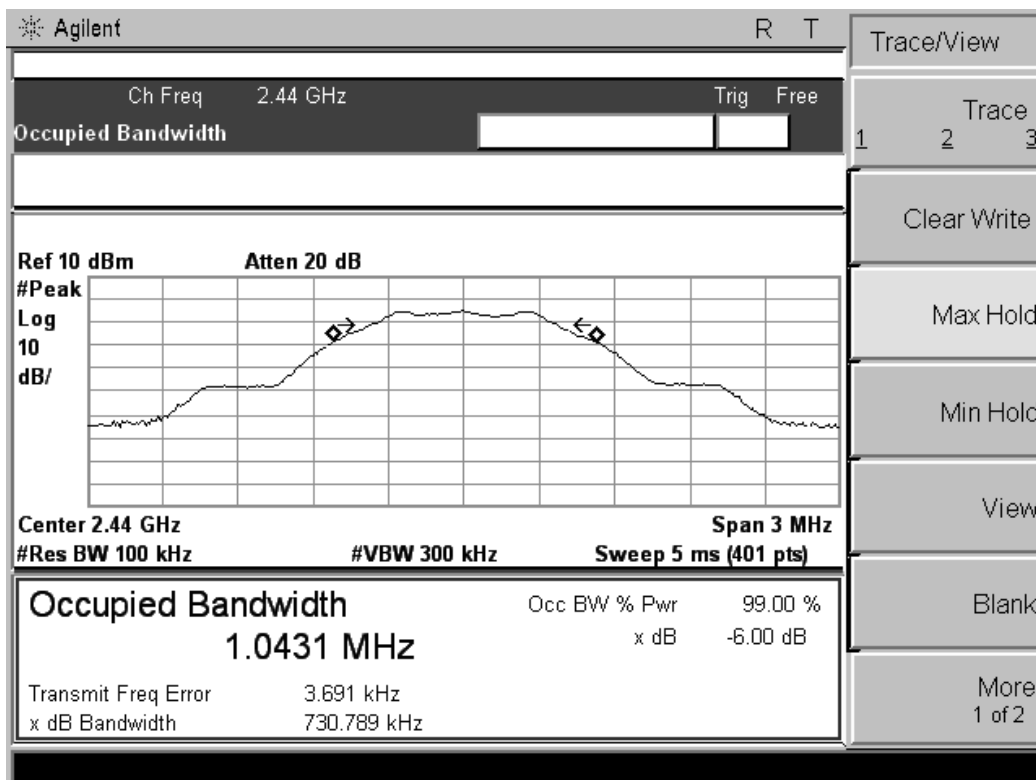 Agilent R T
Trace/View
Ch Freq 2.44 GHz Trig Free
Occupied Bandwidth
Trace
1 2 3
Clear Write
Ref 10 dBm Atten 20 dB
#Peak
Log
10
dB/
Max Hold
Min Hold
View
Center 2.44 GHz Span 3 MHz
#Res BW 100 kHz #VBW 300 kHz Sweep 5 ms (401 pts)
Occupied Bandwidth
1.0431 MHz
Occ BW % Pwr 99.00 %
x dB -6.00 dB
Blank
Transmit Freq Error 3.691 kHz
x dB Bandwidth 730.789 kHz
More
1 of 2